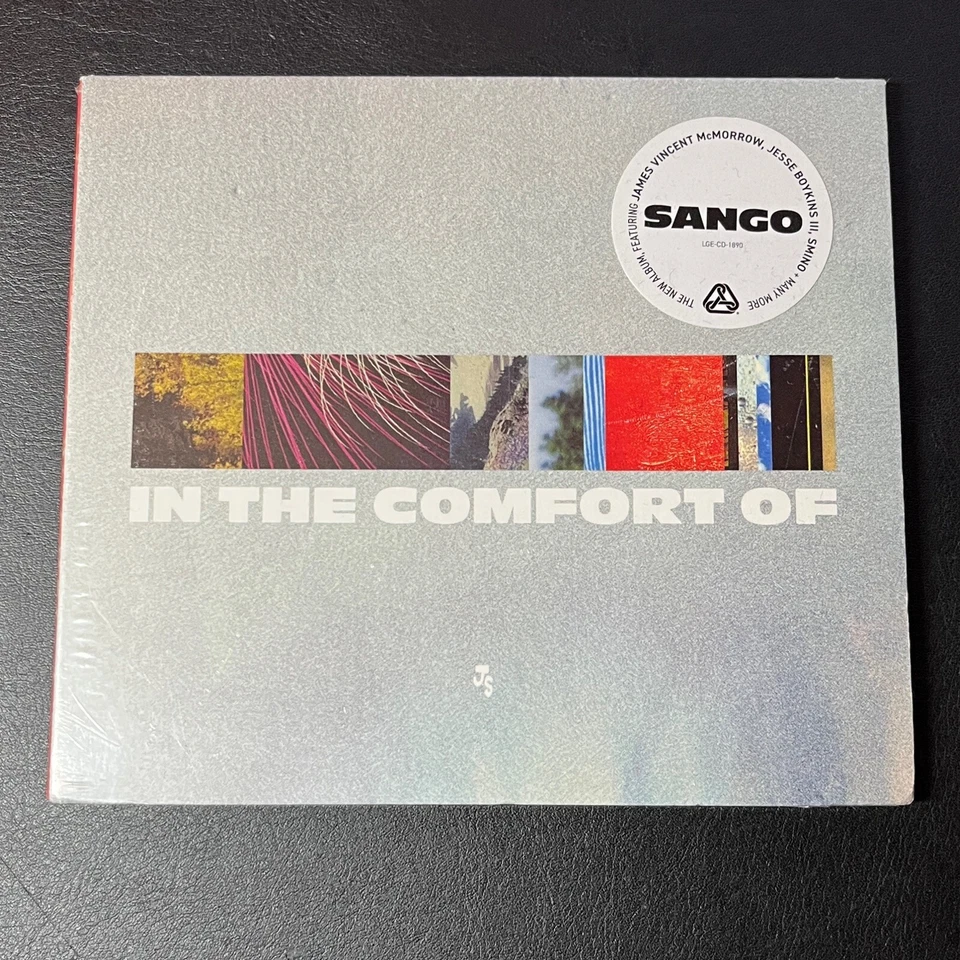 THE NEW ALBUM, FEATURING JAMES VINCENT McMORROW, JESSE BOYKINS III, SMINO + MANY MORE
SANGO
LGE-CD-1890
IN THE COMFORT OF
JS